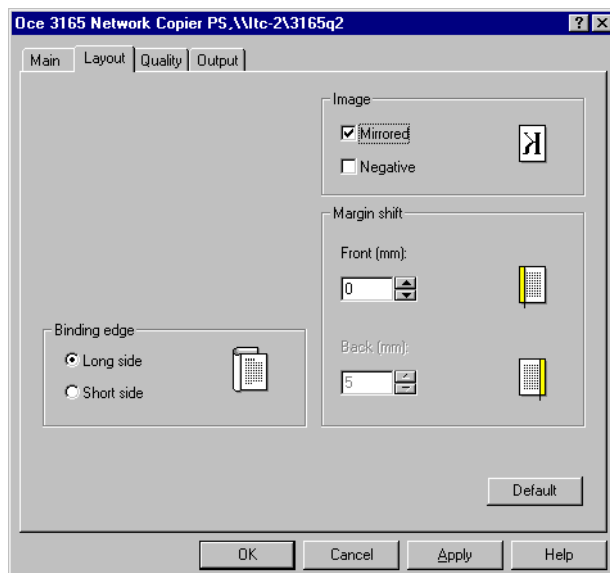 Oce 3165 Network Copier PS,\\ltc-2\3165q2
Main Layout Quality Output
Image
Mirrored
Negative
Margin shift
Front (mm):
0
Back (mm):
5
Binding edge
Long side
Short side
Default
OK Cancel Apply Help